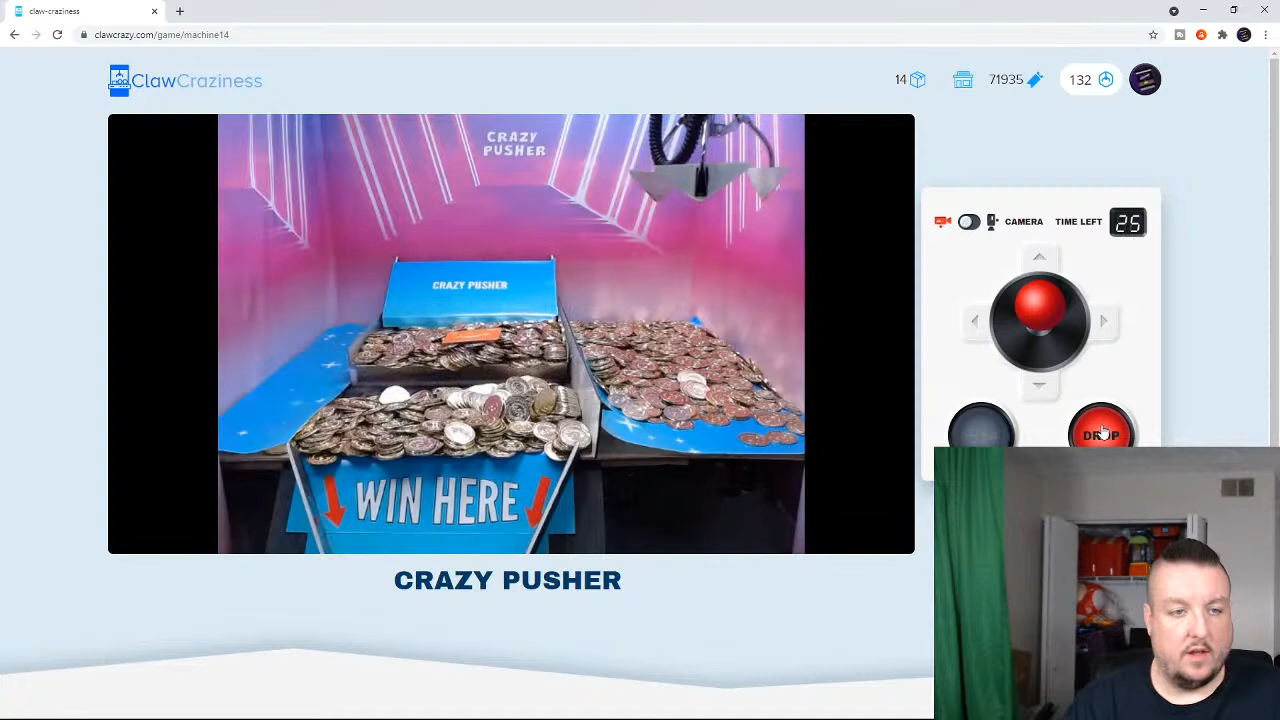 claw-craziness
clawcrazy.com/game/machine14
ClawCraziness
14
71935
132
CRAZY
PUSHER
CAMERA
TIME LEFT
25
CRAZY PUSHER
DROP
WIN HERE
CRAZY PUSHER